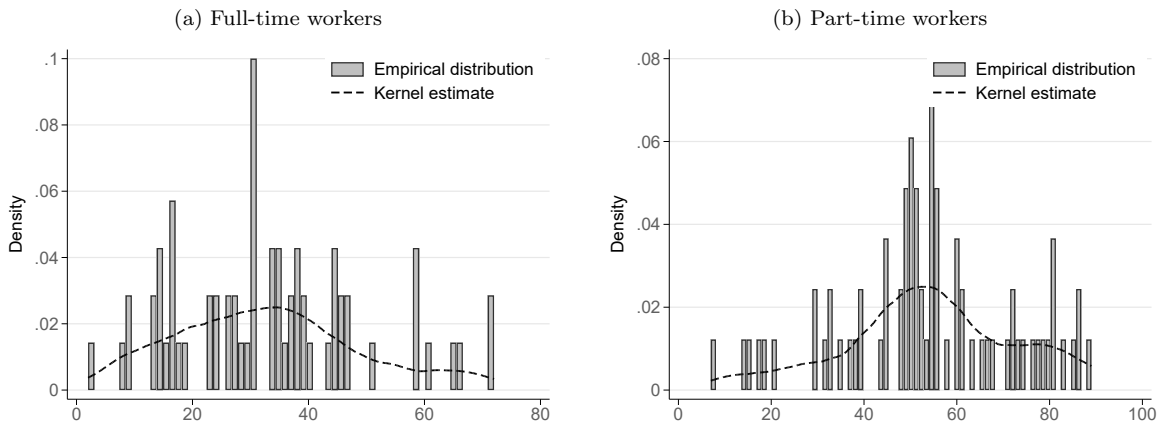 (a) Full-time workers
.1
.08
.06
.04
.02
0
Density
0 20 40 60 80
Empirical distribution
Kernel estimate
(b) Part-time workers
.08
.06
.04
.02
0
Density
0 20 40 60 80 100
Empirical distribution
Kernel estimate